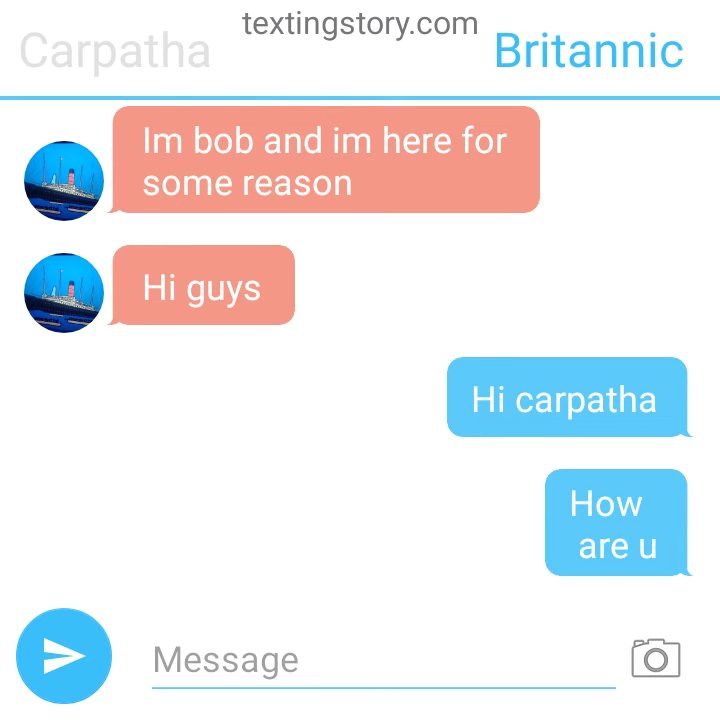 textingstory.com
Carpatha
Britannic
Im bob and im here for
some reason
Hi guys
Hi carpatha
How
are u
Message